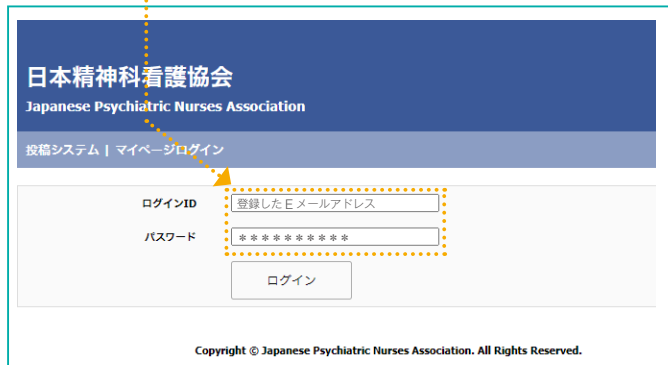 日本精神科看護協会
Japanese Psychiatric Nurses Association
投稿システム | マイページログイン
ログインID 登録したＥメールアドレス
パスワード ＊＊＊＊＊＊＊＊＊＊
ログイン
Copyright © Japanese Psychiatric Nurses Association. All Rights Reserved.